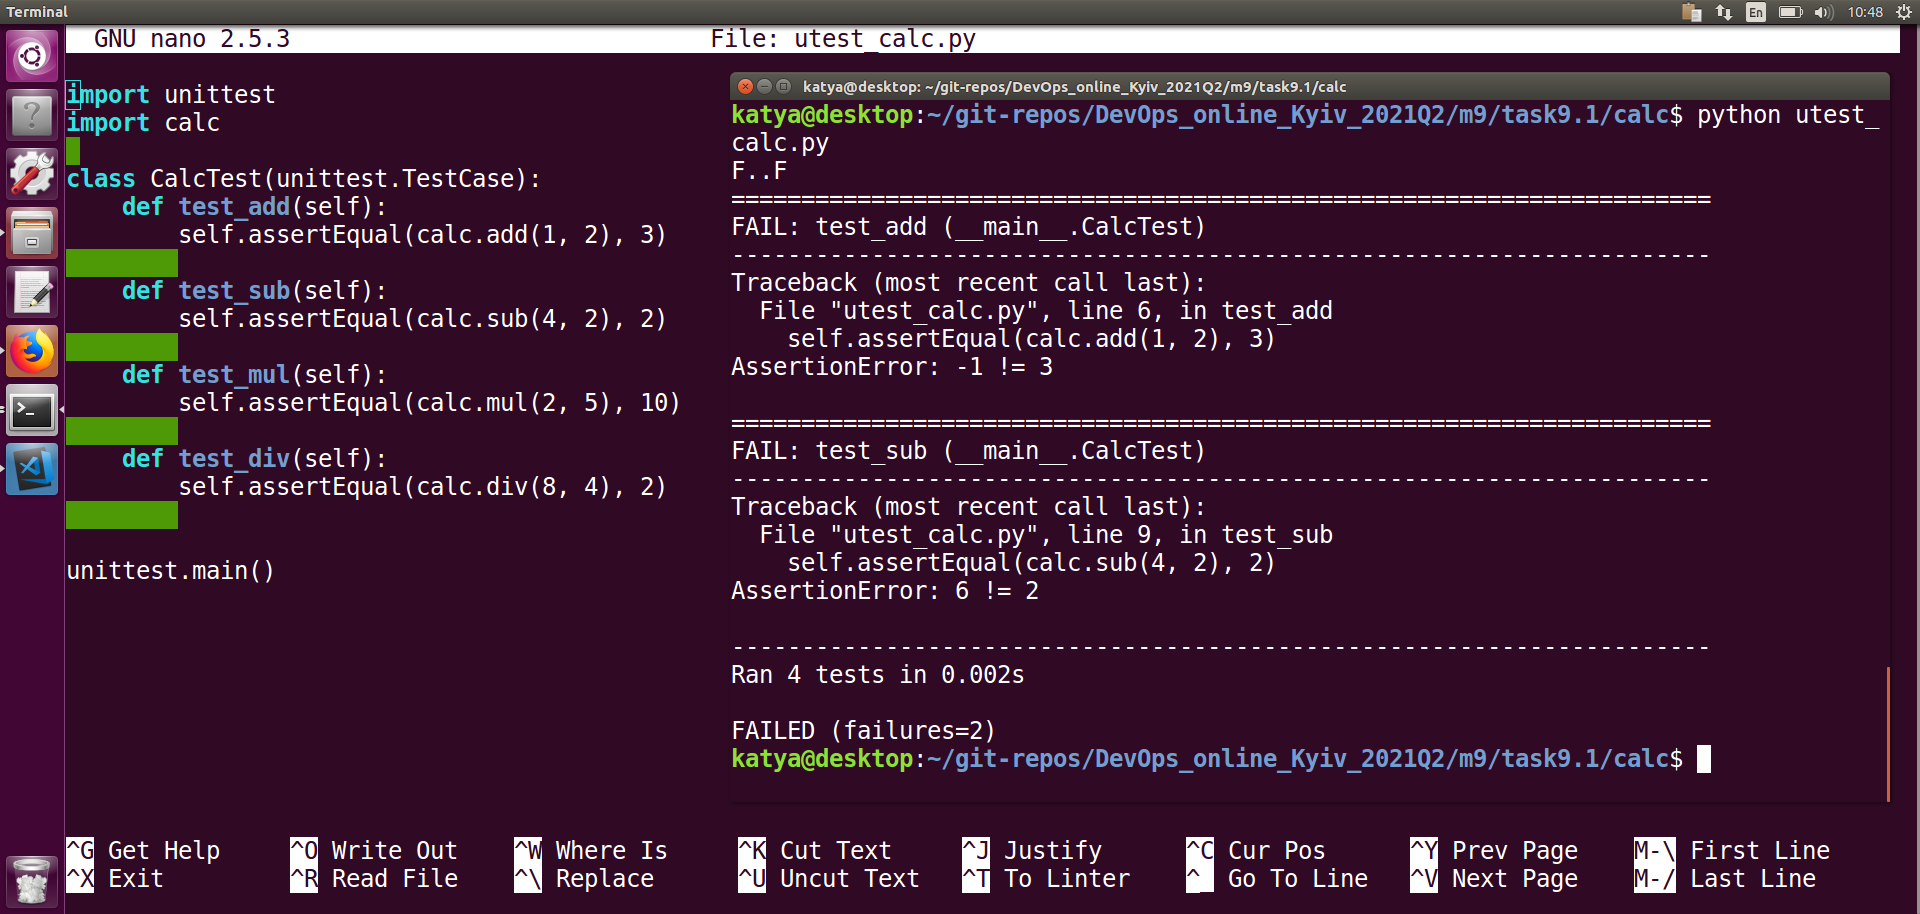 Terminal
En
10:48
GNU nano 2.5.3 File: utest_calc.py
import unittest
import calc
class CalcTest(unittest.TestCase):
    def test_add(self):
        self.assertEqual(calc.add(1, 2), 3)
    def test_sub(self):
        self.assertEqual(calc.sub(4, 2), 2)
    def test_mul(self):
        self.assertEqual(calc.mul(2, 5), 10)
    def test_div(self):
        self.assertEqual(calc.div(8, 4), 2)
unittest.main()
katya@desktop: ~/git-repos/DevOps_online_Kyiv_2021Q2/m9/task9.1/calc
katya@desktop:~/git-repos/DevOps_online_Kyiv_2021Q2/m9/task9.1/calc$ python utest_
calc.py
F..F
======================================================================
FAIL: test_add (__main__.CalcTest)
----------------------------------------------------------------------
Traceback (most recent call last):
  File "utest_calc.py", line 6, in test_add
    self.assertEqual(calc.add(1, 2), 3)
AssertionError: -1 != 3
======================================================================
FAIL: test_sub (__main__.CalcTest)
----------------------------------------------------------------------
Traceback (most recent call last):
  File "utest_calc.py", line 9, in test_sub
    self.assertEqual(calc.sub(4, 2), 2)
AssertionError: 6 != 2
----------------------------------------------------------------------
Ran 4 tests in 0.002s
FAILED (failures=2)
katya@desktop:~/git-repos/DevOps_online_Kyiv_2021Q2/m9/task9.1/calc$
^G Get Help ^O Write Out ^W Where Is ^K Cut Text ^J Justify ^C Cur Pos ^Y Prev Page M-\ First Line
^X Exit ^R Read File ^\ Replace ^U Uncut Text ^T To Linter ^_ Go To Line ^V Next Page M-/ Last Line